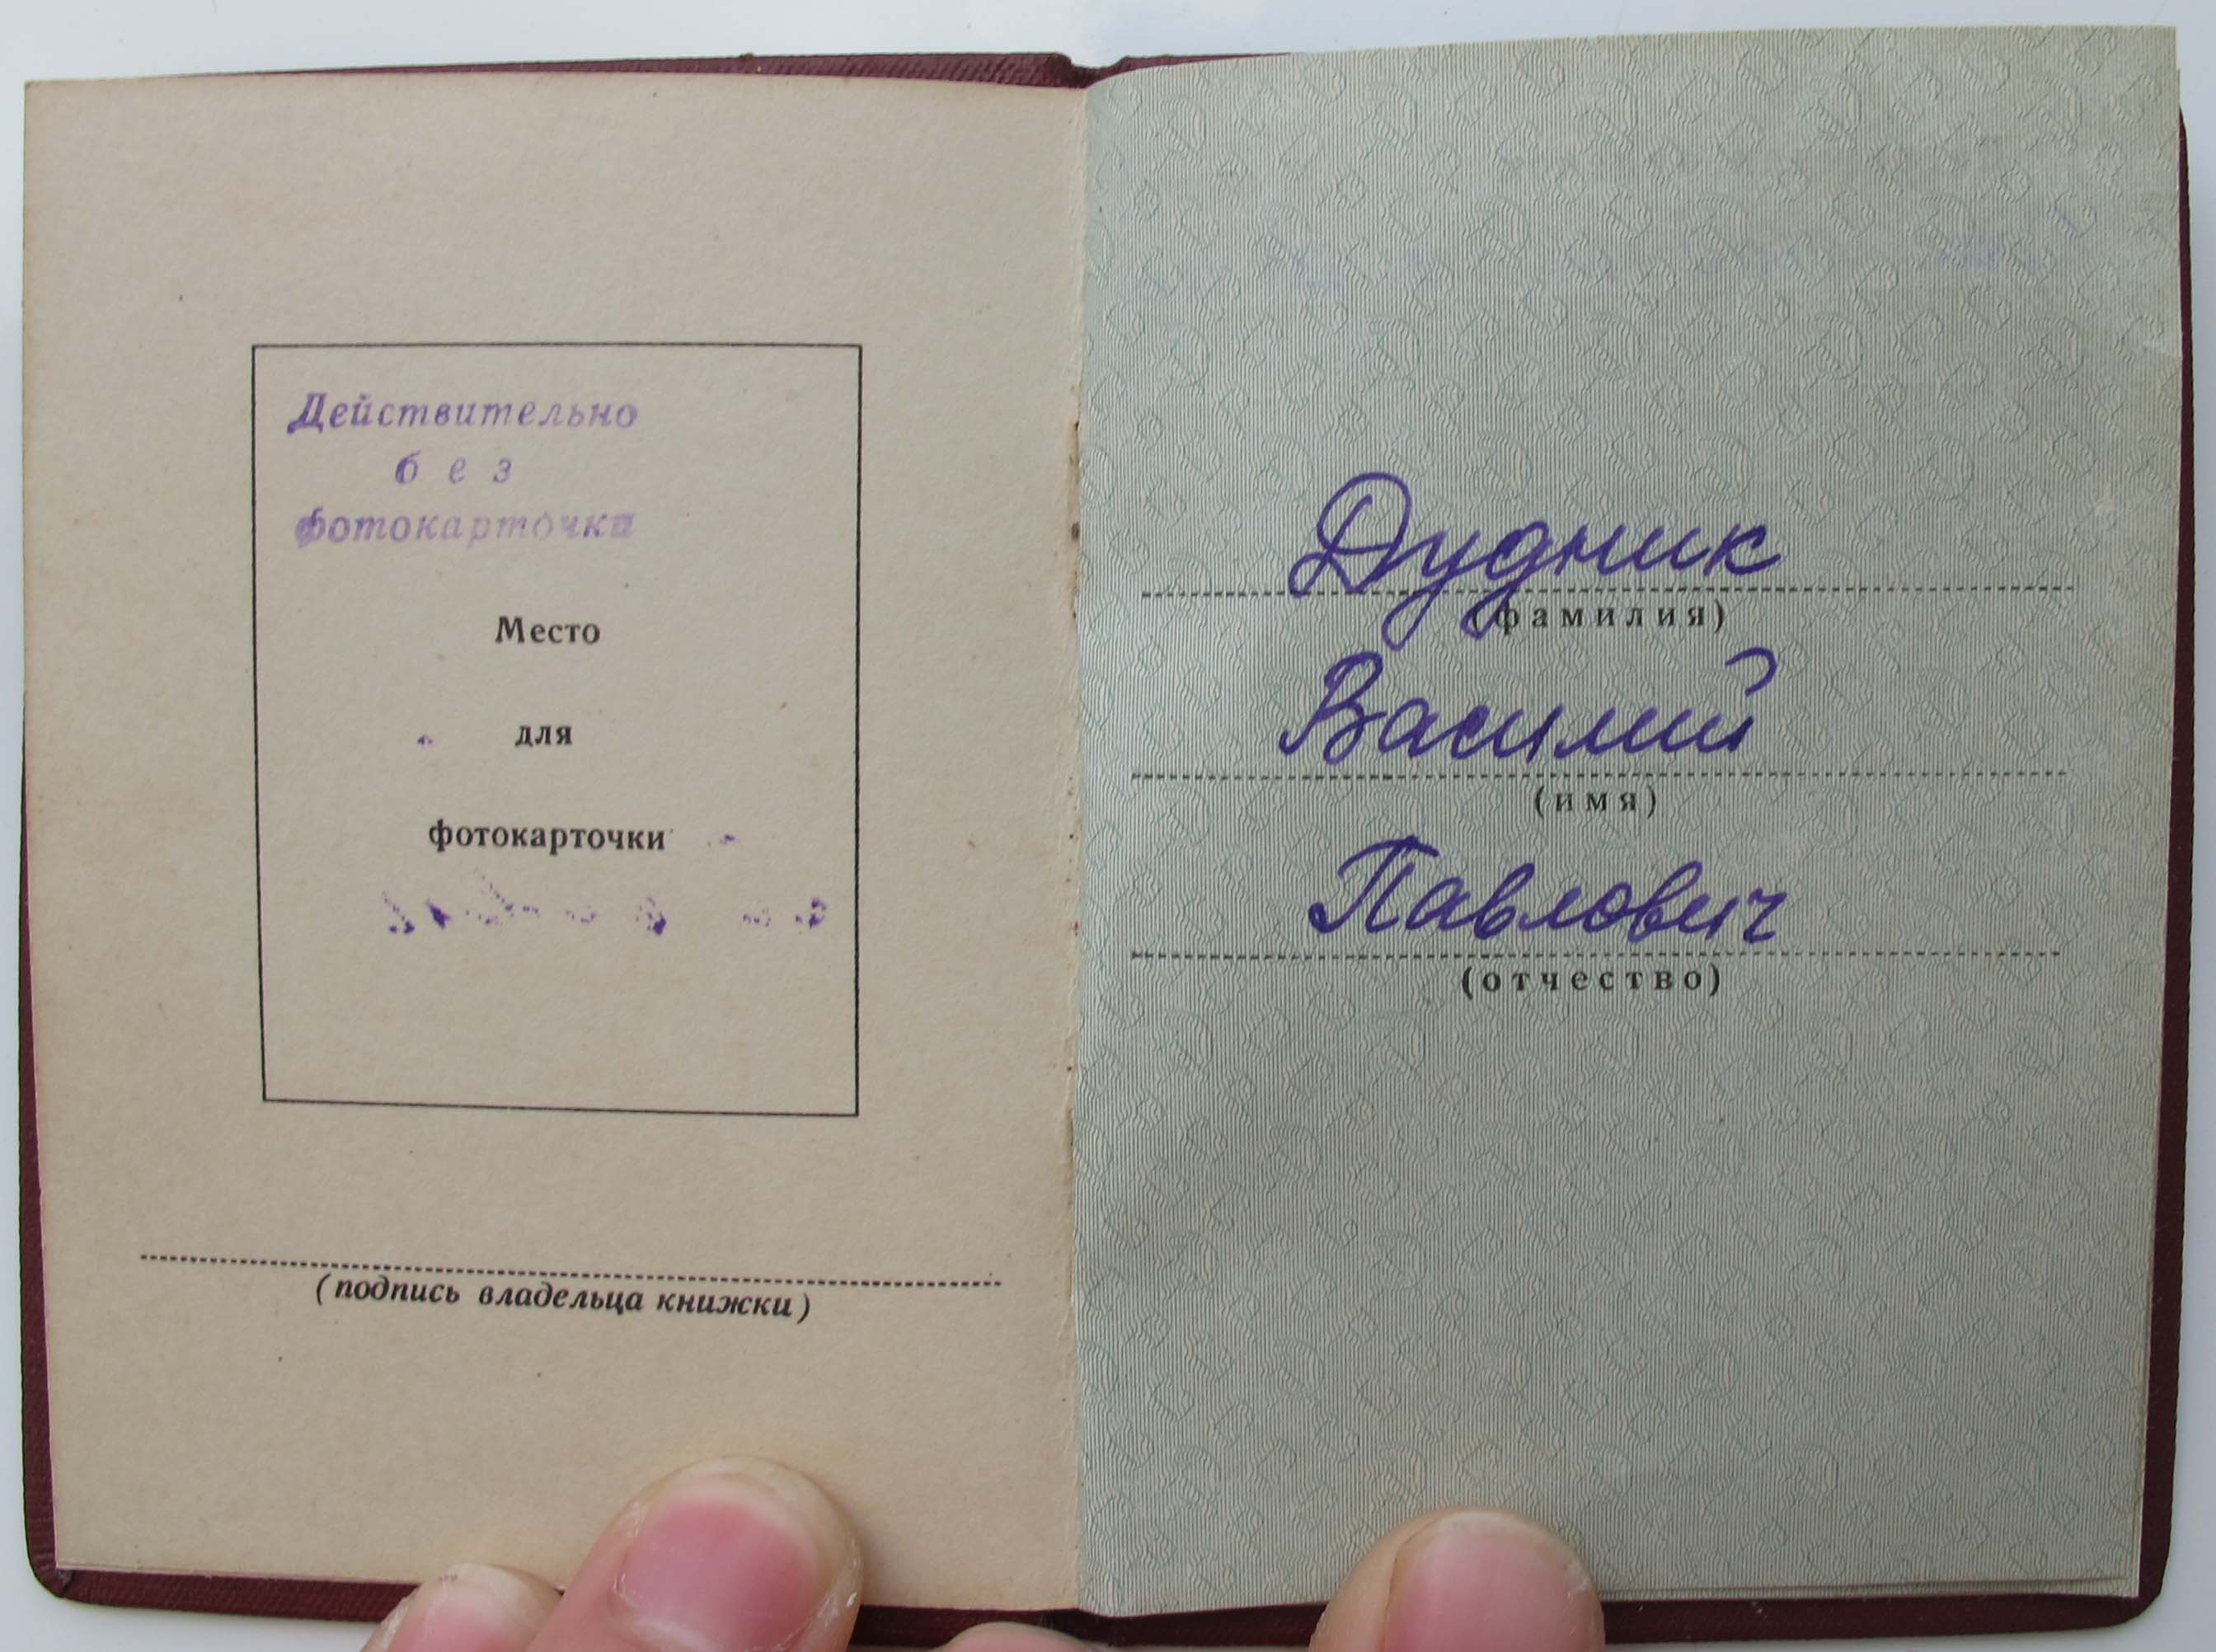 Действительно
без
фотокарточки
Место
для
фотокарточки
(подпись владельца книжки)
Дудник
(фамилия)
Василий
(имя)
Павлович
(отчество)